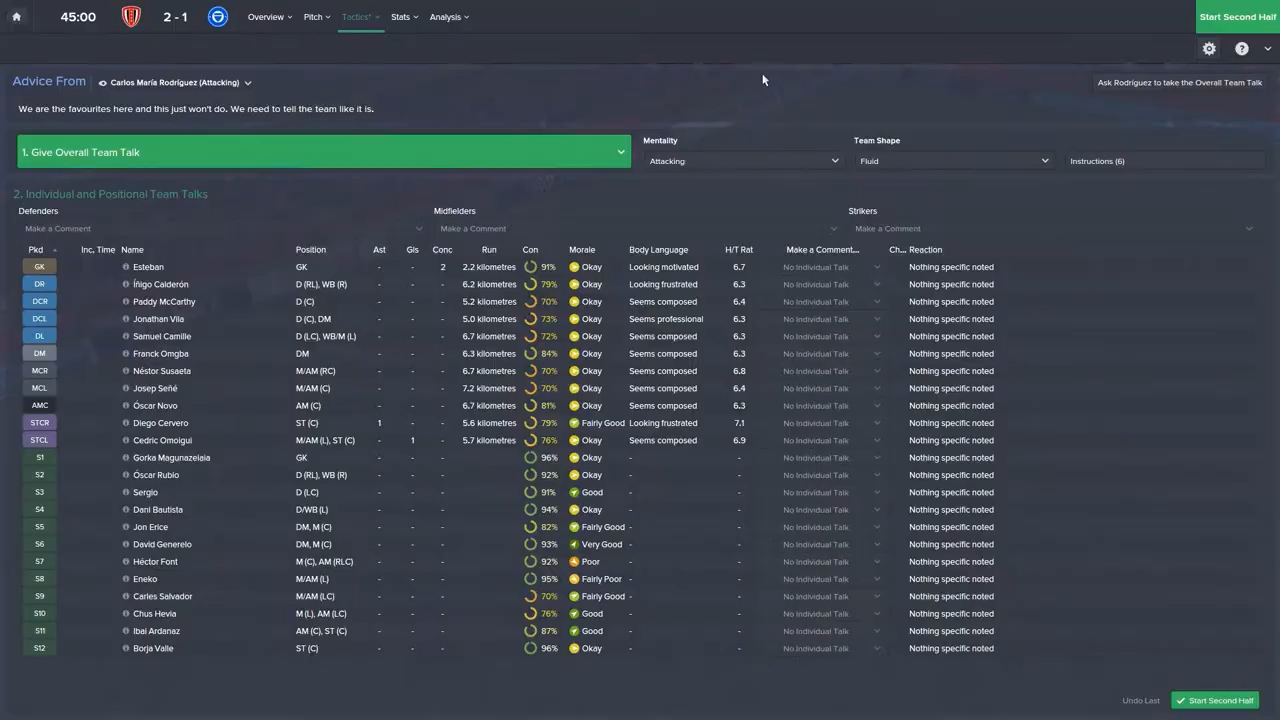 45:00 2 - 1 Overview Pitch Tactics* Stats Analysis Start Second Half
Advice From Carlos María Rodríguez (Attacking) Ask Rodríguez to take the Overall Team Talk
We are the favourites here and this just won't do. We need to tell the team like it is.
1. Give Overall Team Talk
Mentality Team Shape
Attacking Fluid Instructions (6)
2. Individual and Positional Team Talks
Defenders Midfielders Strikers
Make a Comment Make a Comment Make a Comment
Pkd Inc. Time Name Position Ast Gls Conc Run Con Morale Body Language H/T Rat Make a Comment... Ch... Reaction
GK Esteban GK - - 2 2.2 kilometres 91% Okay Looking motivated 6.7 No Individual Talk Nothing specific noted
DR Íñigo Calderón D (RL), WB (R) - - - 6.2 kilometres 79% Okay Looking frustrated 6.3 No Individual Talk Nothing specific noted
DCR Paddy McCarthy D (C) - - - 5.2 kilometres 70% Okay Seems composed 6.4 No Individual Talk Nothing specific noted
DCL Jonathan Vila D (C), DM - - - 5.0 kilometres 73% Okay Seems professional 6.3 No Individual Talk Nothing specific noted
DL Samuel Camille D (LC), WB/M (L) - - - 6.7 kilometres 72% Okay Seems composed 6.3 No Individual Talk Nothing specific noted
DM Franck Omgba DM - - - 6.3 kilometres 84% Okay Seems composed 6.3 No Individual Talk Nothing specific noted
MCR Néstor Susaeta M/AM (RC) - - - 6.7 kilometres 70% Okay Seems composed 6.8 No Individual Talk Nothing specific noted
MCL Josep Señé M/AM (C) - - - 7.2 kilometres 70% Okay Seems composed 6.4 No Individual Talk Nothing specific noted
AMC Óscar Novo AM (C) - - - 6.7 kilometres 81% Okay Seems composed 6.3 No Individual Talk Nothing specific noted
STCR Diego Cervero ST (C) 1 - - 5.6 kilometres 79% Fairly Good Looking frustrated 7.1 No Individual Talk Nothing specific noted
STCL Cedric Omoigui M/AM (L), ST (C) - 1 - 5.7 kilometres 76% Okay Seems composed 6.9 No Individual Talk Nothing specific noted
S1 Gorka Magunazelaia GK - - - 96% Okay - - No Individual Talk Nothing specific noted
S2 Óscar Rubio D (RL), WB (R) - - - 92% Okay - - No Individual Talk Nothing specific noted
S3 Sergio D (LC) - - - 91% Good - - No Individual Talk Nothing specific noted
S4 Dani Bautista D/WB (L) - - - 94% Okay - - No Individual Talk Nothing specific noted
S5 Jon Erice DM, M (C) - - - 82% Fairly Good - - No Individual Talk Nothing specific noted
S6 David Generelo DM, M (C) - - - 93% Very Good - - No Individual Talk Nothing specific noted
S7 Héctor Font M (C), AM (RLC) - - - 92% Poor - - No Individual Talk Nothing specific noted
S8 Eneko M/AM (L) - - - 95% Fairly Poor - - No Individual Talk Nothing specific noted
S9 Carles Salvador M/AM (LC) - - - 70% Fairly Good - - No Individual Talk Nothing specific noted
S10 Chus Hevia M (L), AM (LC) - - - 76% Good - - No Individual Talk Nothing specific noted
S11 Ibai Ardanaz AM (C), ST (C) - - - 87% Good - - No Individual Talk Nothing specific noted
S12 Borja Valle ST (C) - - - 96% Okay - - No Individual Talk Nothing specific noted
Undo Last Start Second Half